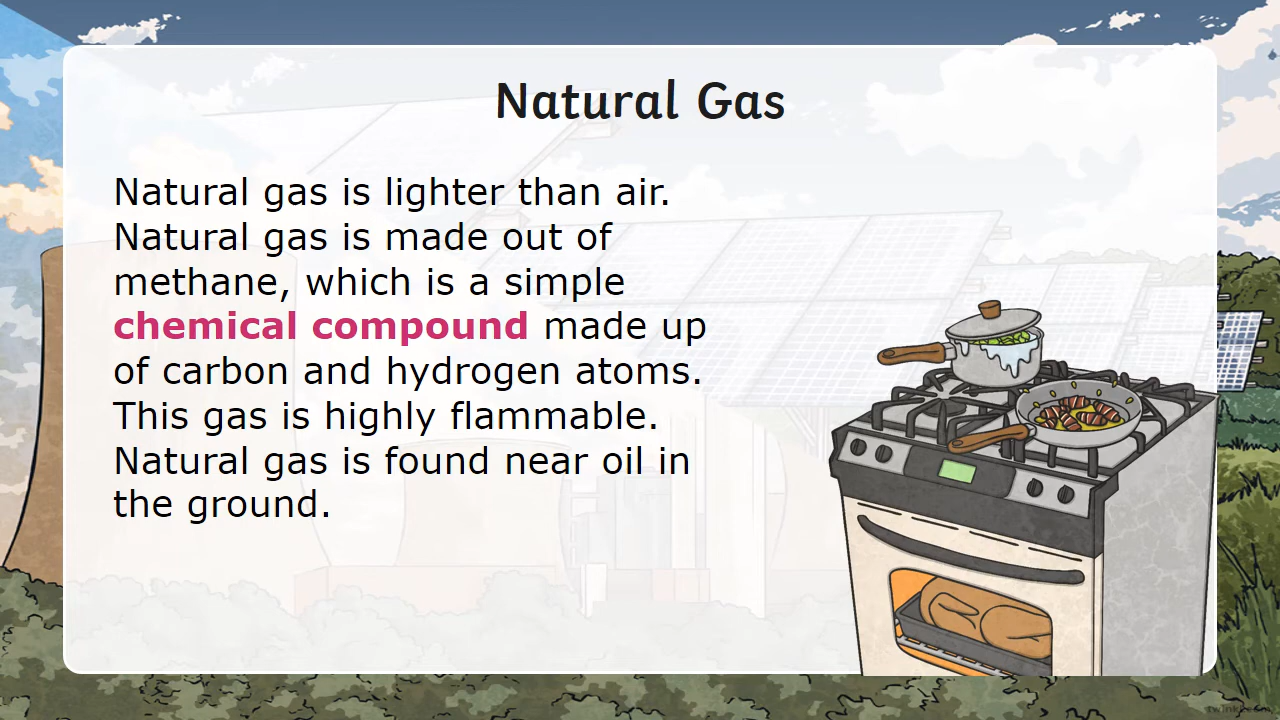 Natural Gas
Natural gas is lighter than air.
Natural gas is made out of
methane, which is a simple
chemical compound made up
of carbon and hydrogen atoms.
This gas is highly flammable.
Natural gas is found near oil in
the ground.